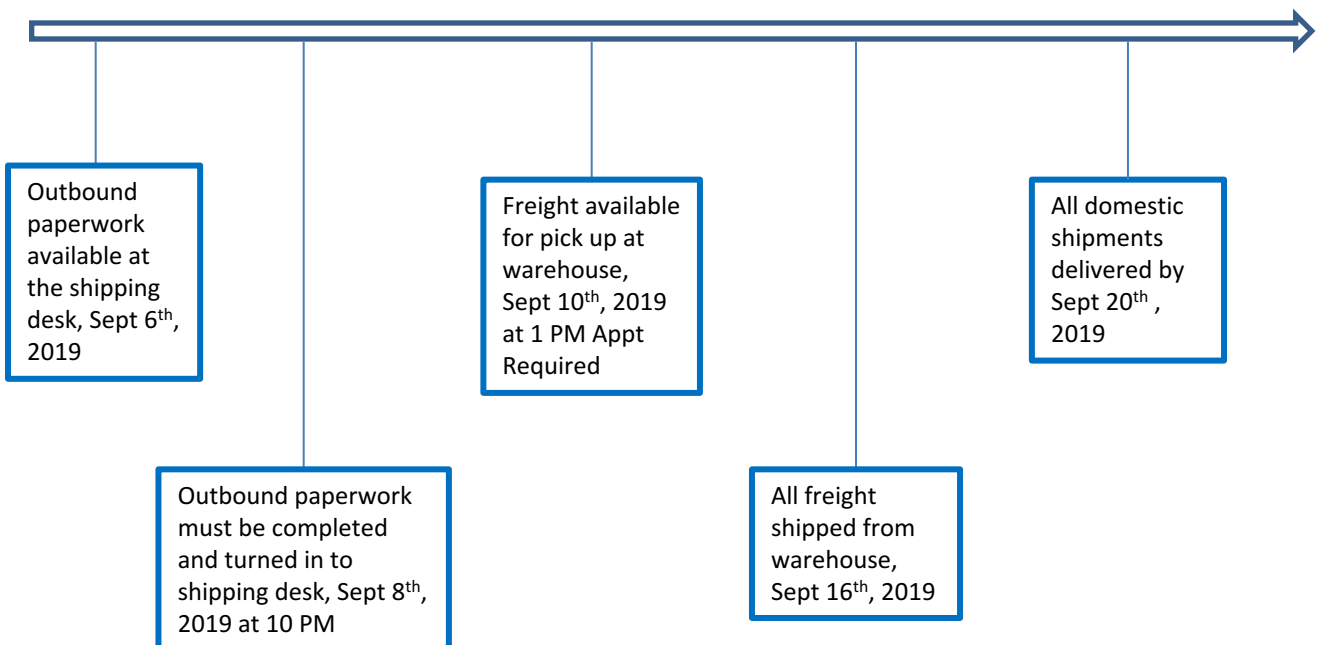 Outbound
paperwork
available at
the shipping
desk, Sept 6th,
2019
Outbound paperwork
must be completed
and turned in to
shipping desk, Sept 8th,
2019 at 10 PM
Freight available
for pick up at
warehouse,
Sept 10th, 2019
at 1 PM Appt
Required
All freight
shipped from
warehouse,
Sept 16th, 2019
All domestic
shipments
delivered by
Sept 20th ,
2019